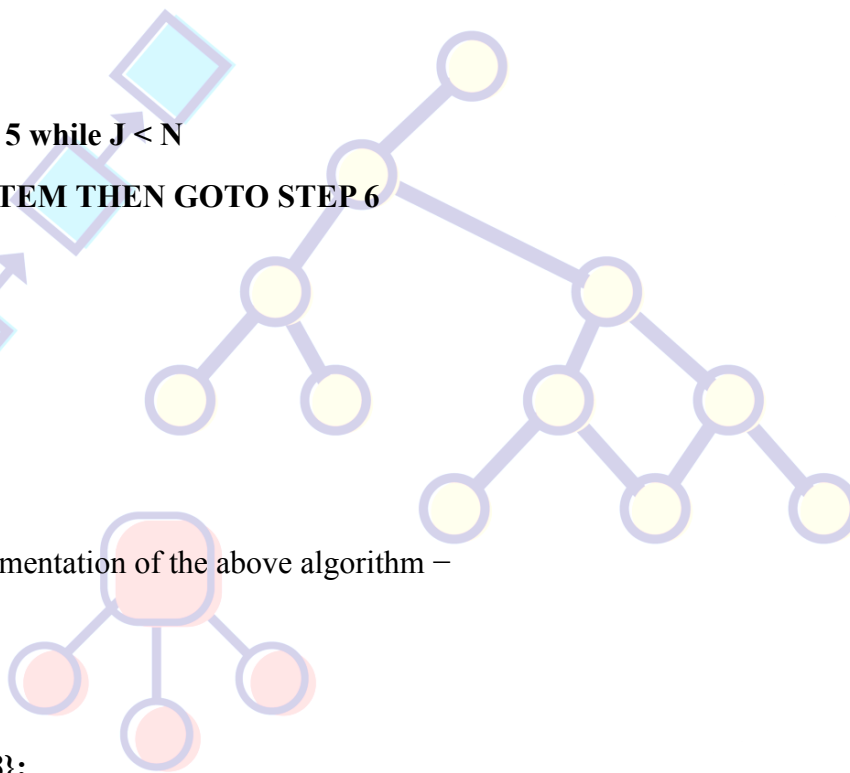 5 while J < N
TEM THEN GOTO STEP 6
mentation of the above algorithm −
};